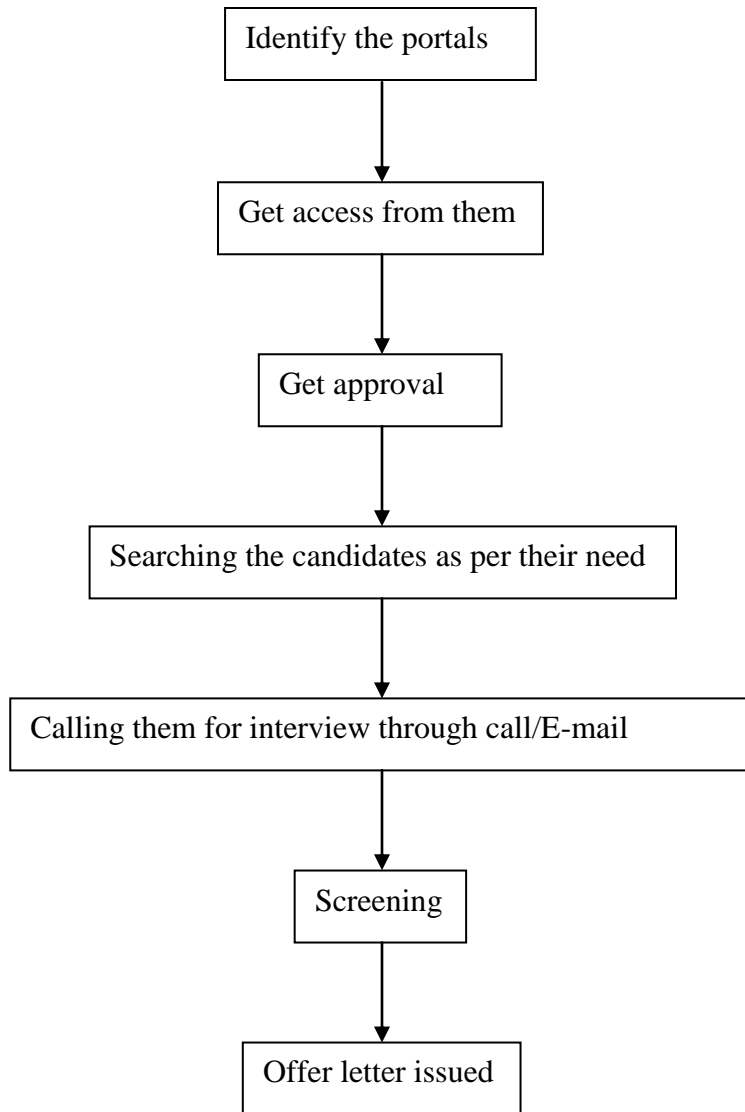 Identify the portals
Get access from them
Get approval
Searching the candidates as per their need
Calling them for interview through call/E-mail
Screening
Offer letter issued